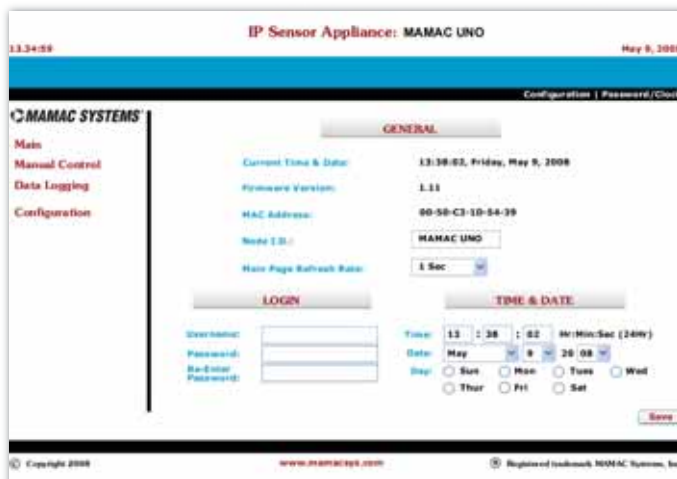 IP Sensor Appliance: MAMAC UNO
13:34:59 May 9, 200
Configuration | Password/Clock
MAMAC SYSTEMS
Main
Manual Control
Data Logging
Configuration
GENERAL
Current Time & Date: 13:38:02, Friday, May 9, 2008
Firmware Version: 1.11
MAC Address: 00-50-C2-1D-54-39
Node I.D.: MAMAC UNO
Main Page Refresh Rate: 1 Sec
LOGIN
Username:
Password:
Re-Enter
Password:
TIME & DATE
Time: 13 : 38 : 02 Hr:Min:Sec (24Hr)
Date: May 9 20 08
Day: Sun Mon Tues Wed
Thur Fri Sat
Save
© Copyright 2008 www.mamacsys.com ® Registered trademark MAMAC Systems, In